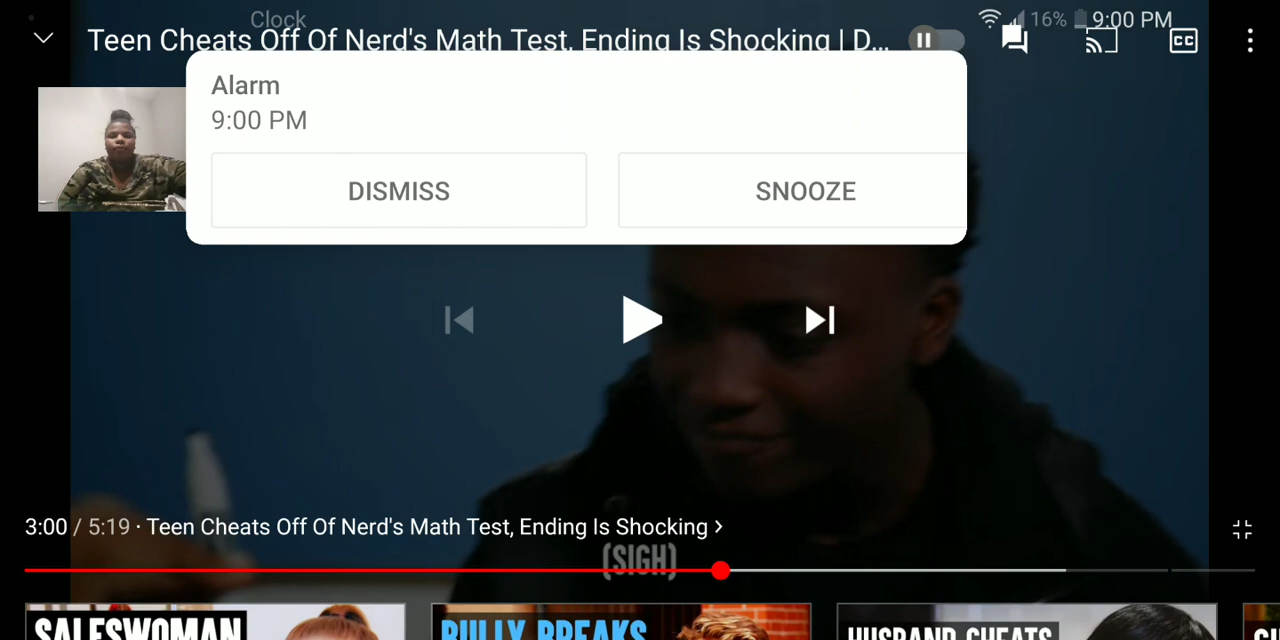 Clock
16% 9:00 PM
Teen Cheats Off Of Nerd's Math Test, Ending Is Shocking | D...
CC
Alarm
9:00 PM
DISMISS
SNOOZE
3:00 / 5:19 · Teen Cheats Off Of Nerd's Math Test, Ending Is Shocking >
(SIGH)
SALESWOMAN
BULLY BREAKS
HUSBAND CHEATS